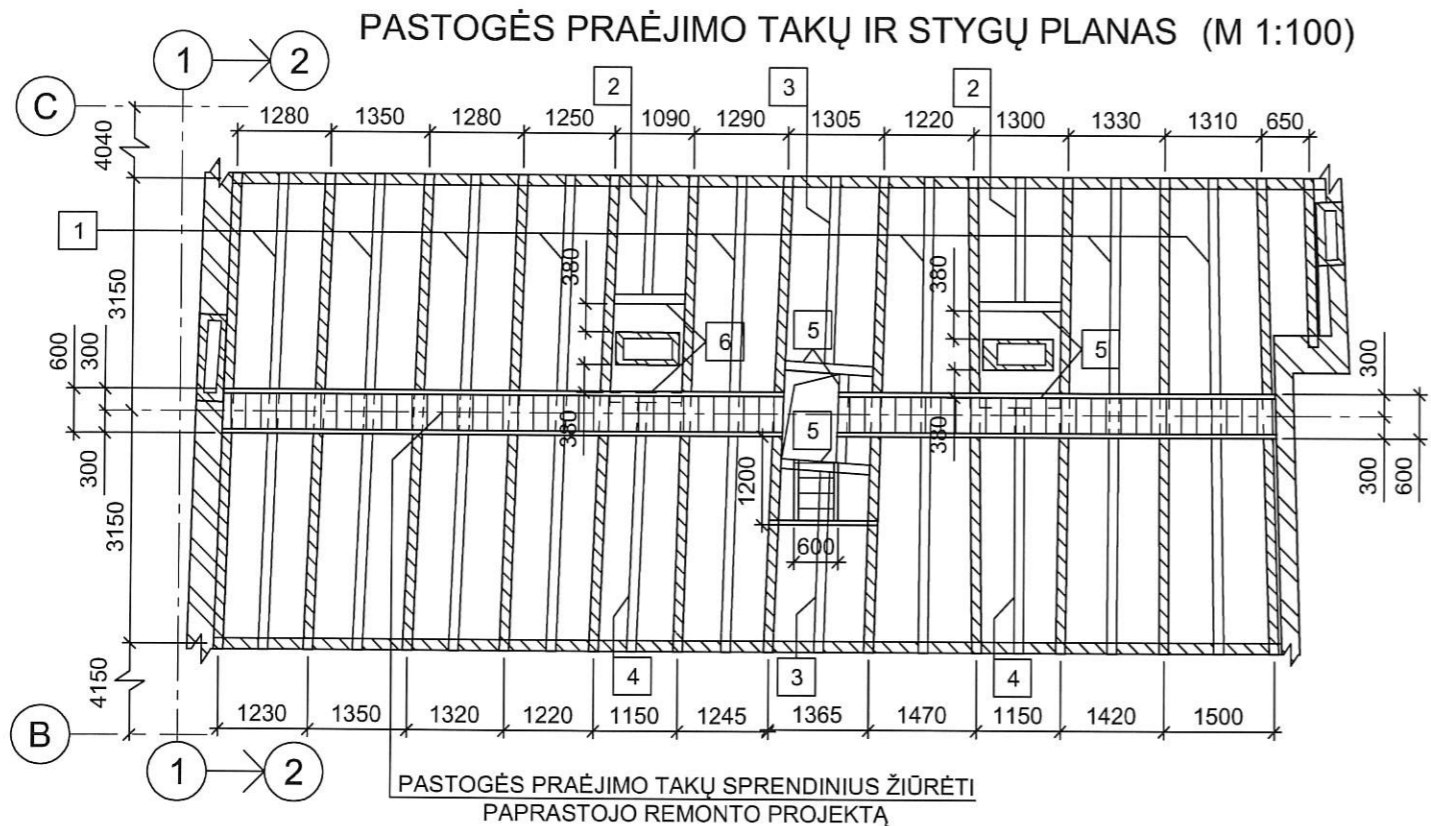 PASTOGĖS PRAĖJIMO TAKŲ IR STYGŲ PLANAS (M 1:100)
1 2
C
2 3 2
1280 1350 1280 1250 1090 1290 1305 1220 1300 1330 1310 650
4040
1
3150
380 380
600 300
6 5 5
300
5
380 380
300
300 600
1200
3150
600
4 3 4
4150
1230 1350 1320 1220 1150 1245 1365 1470 1150 1420 1500
B
1 2
PASTOGĖS PRAĖJIMO TAKŲ SPRENDINIUS ŽIŪRĖTI
PAPRASTOJO REMONTO PROJEKTĄ